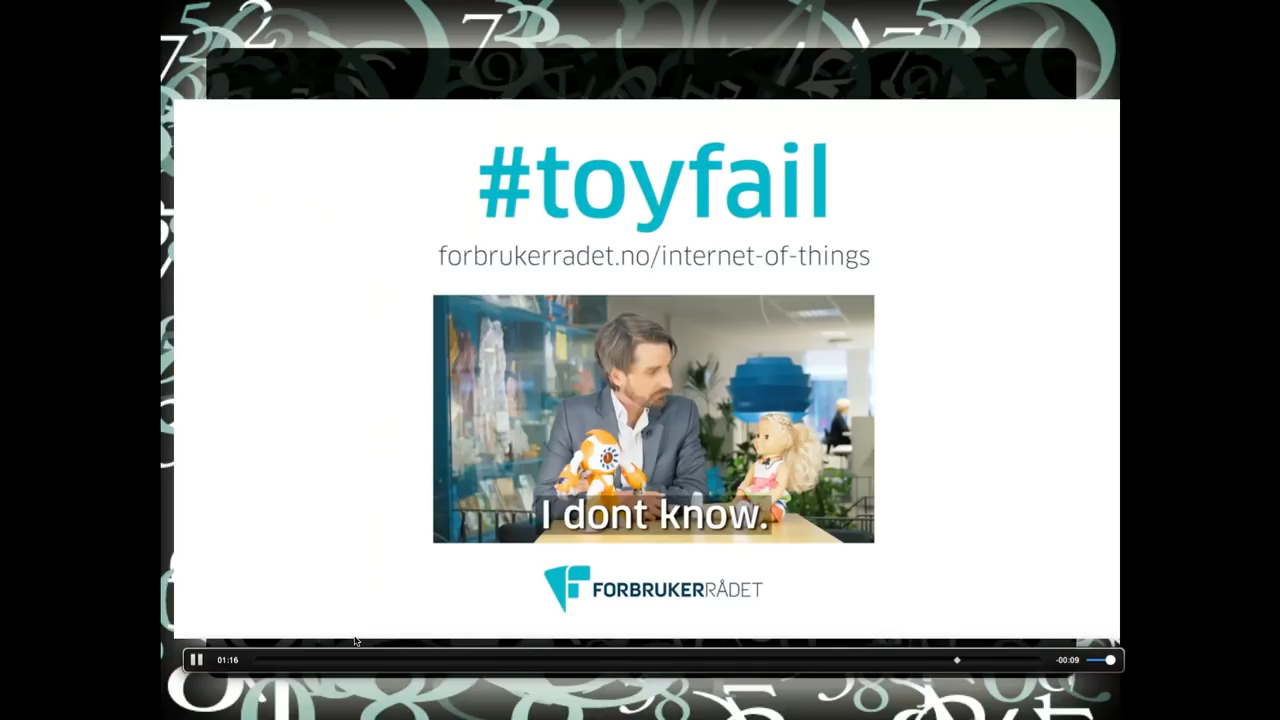 #toyfail
forbrukerradet.no/internet-of-things
I dont know.
FORBRUKERRÅDET
01:16
-00:09